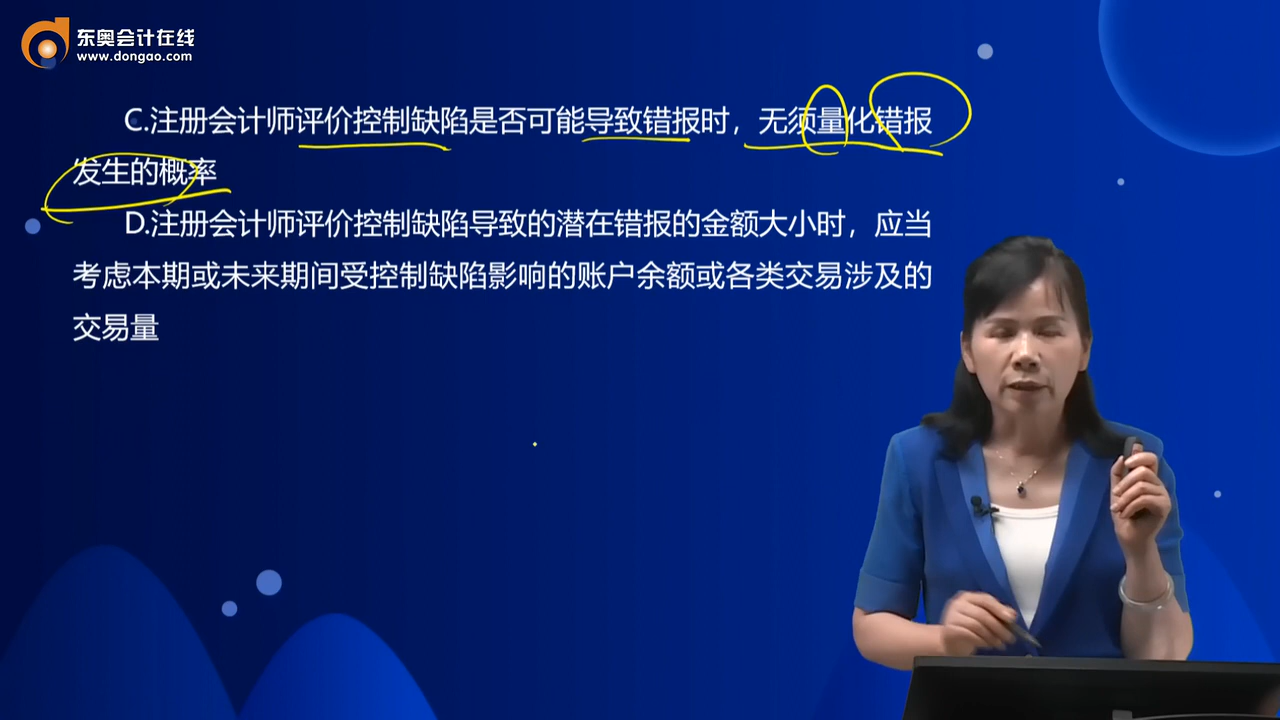 东奥会计在线
www.dongao.com
C.注册会计师评价控制缺陷是否可能导致错报时，无须量化错报
发生的概率
D.注册会计师评价控制缺陷导致的潜在错报的金额大小时，应当
考虑本期或未来期间受控制缺陷影响的账户余额或各类交易涉及的
交易量